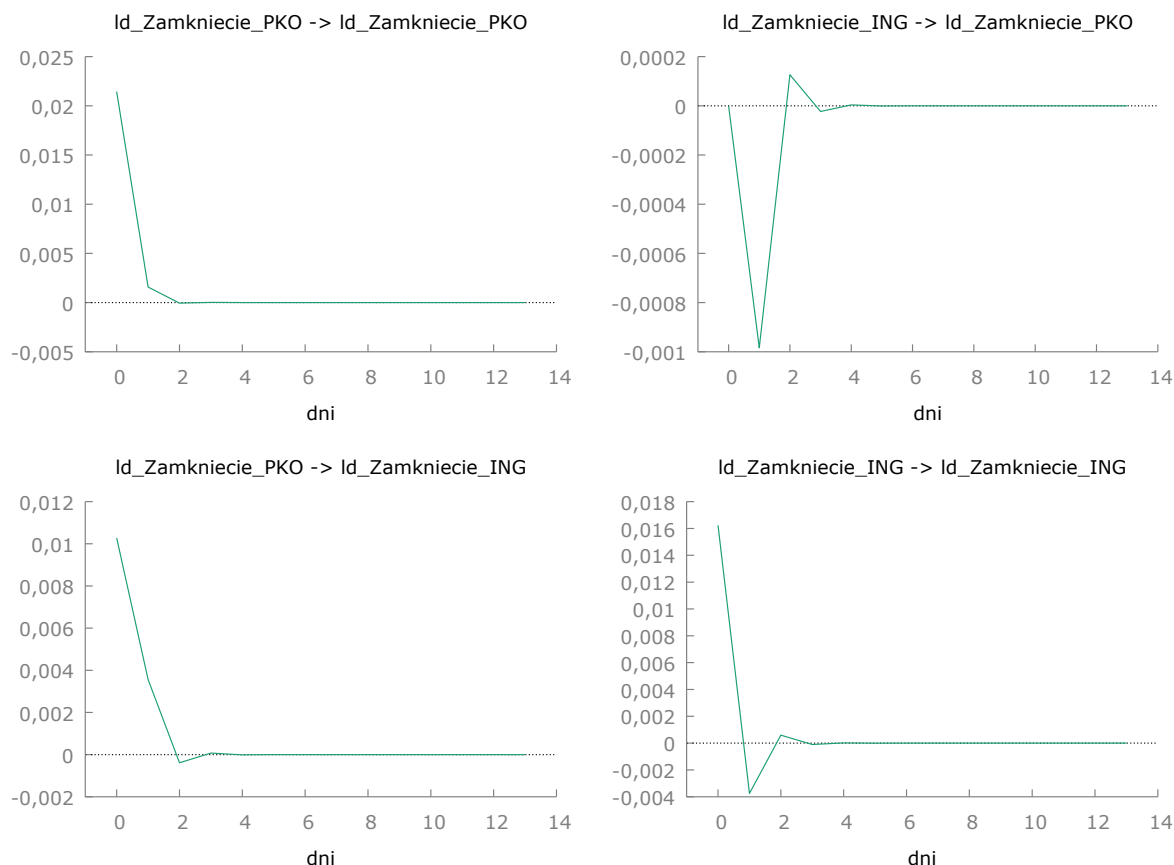 ld_Zamkniecie_PKO -> ld_Zamkniecie_PKO
0,025
0,02
0,015
0,01
0,005
0
-0,005
0 2 4 6 8 10 12 14
dni
ld_Zamkniecie_ING -> ld_Zamkniecie_PKO
0,0002
0
-0,0002
-0,0004
-0,0006
-0,0008
-0,001
0 2 4 6 8 10 12 14
dni
ld_Zamkniecie_PKO -> ld_Zamkniecie_ING
0,012
0,01
0,008
0,006
0,004
0,002
0
-0,002
0 2 4 6 8 10 12 14
dni
ld_Zamkniecie_ING -> ld_Zamkniecie_ING
0,018
0,016
0,014
0,012
0,01
0,008
0,006
0,004
0,002
0
-0,002
-0,004
0 2 4 6 8 10 12 14
dni